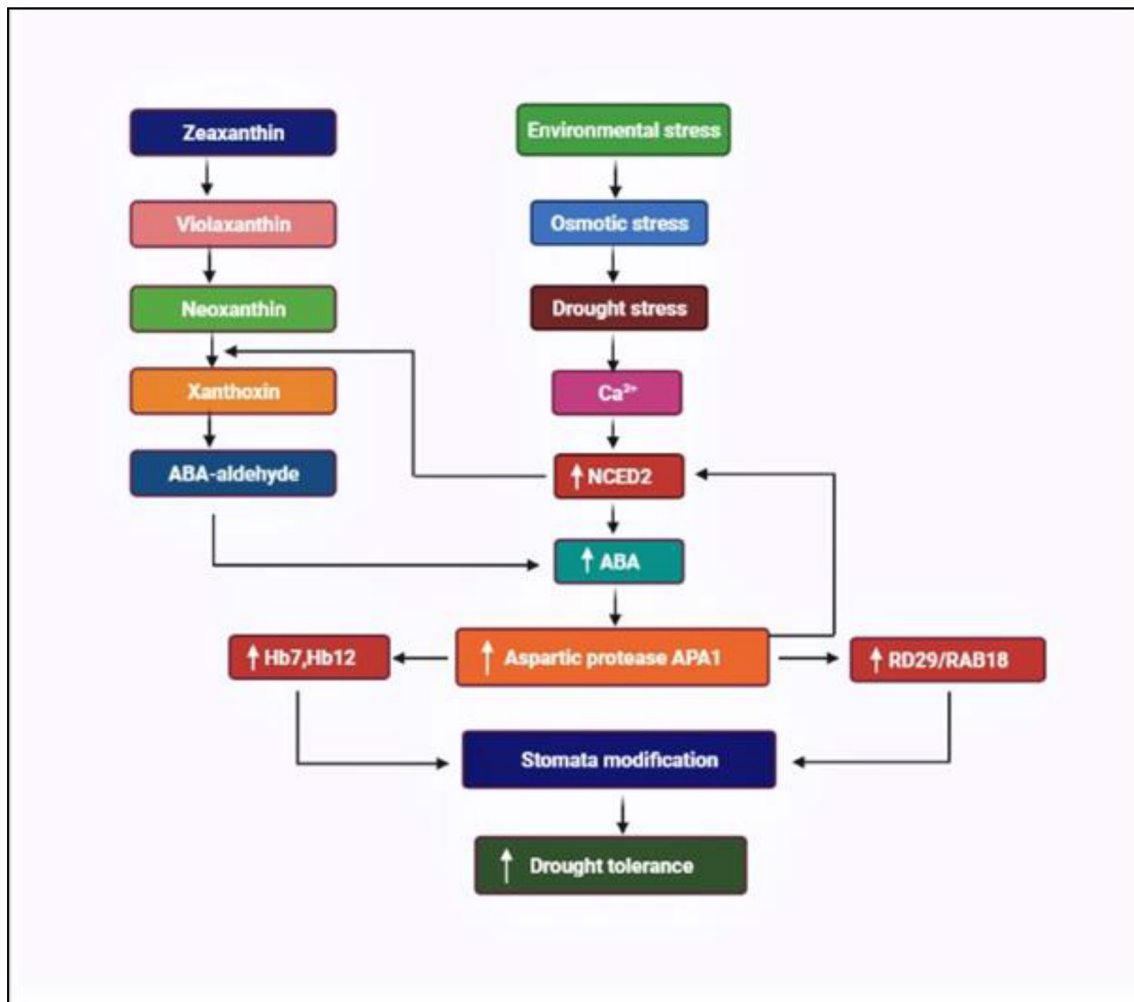 Zeaxanthin
Environmental stress
Violaxanthin
Osmotic stress
Neoxanthin
Drought stress
Xanthoxin
Ca²⁺
ABA-aldehyde
↑ NCED2
↑ ABA
↑ Hb7,Hb12
↑ Aspartic protease APA1
↑ RD29/RAB18
Stomata modification
↑ Drought tolerance